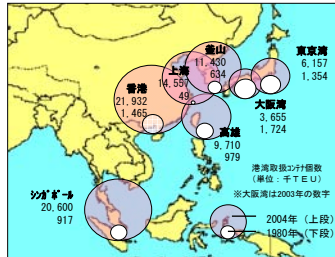 釜山
11,430
634
東京湾
6,157
1,354
上海
14,557
49
香港
21,932
1,465
大阪湾
3,655
1,724
高雄
9,710
979
港湾取扱コンテナ個数
(単位：千TEU)
※大阪湾は2003年の数字
シンガポール
20,600
917
2004年（上段）
1980年（下段）